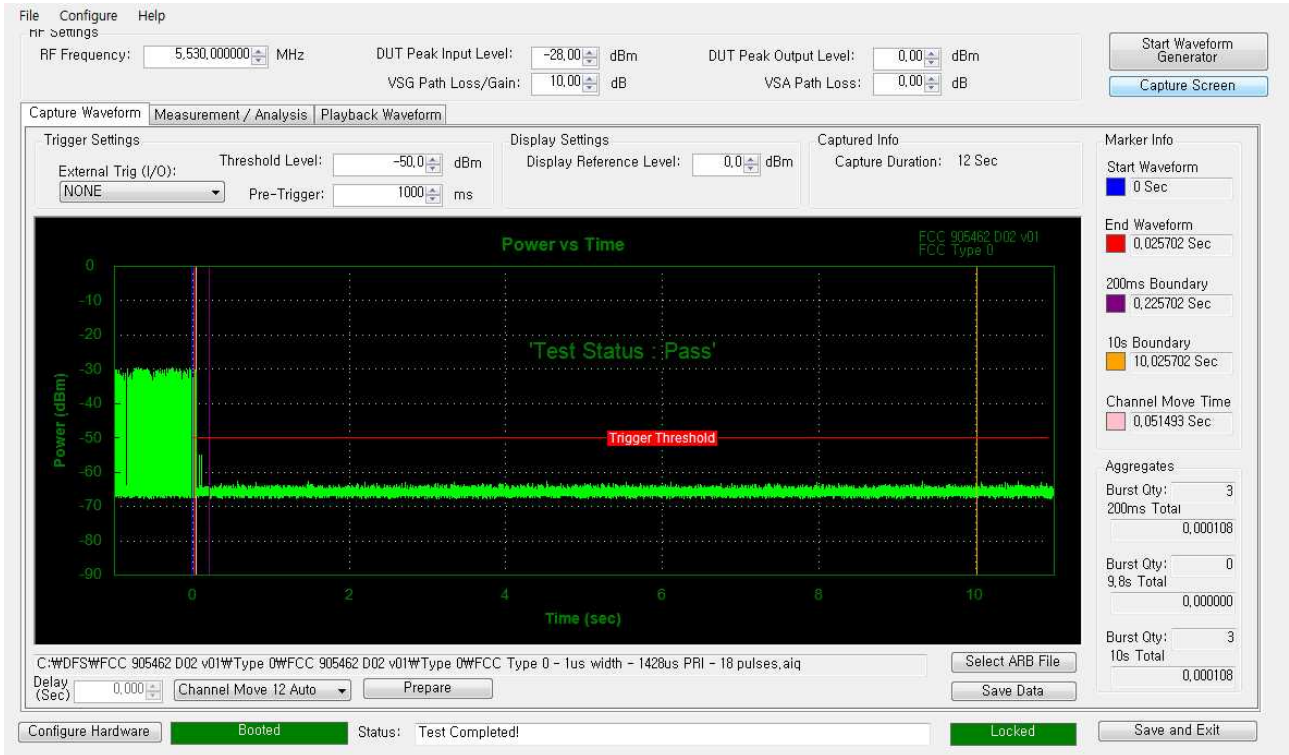 File Configure Help
RF Settings
RF Frequency: 5,530,000000 MHz
DUT Peak Input Level: -28,00 dBm
DUT Peak Output Level: 0,00 dBm
VSG Path Loss/Gain: 10,00 dB
VSA Path Loss: 0,00 dB
Start Waveform
Generator
Capture Screen
Capture Waveform Measurement / Analysis Playback Waveform
Trigger Settings
External Trig (I/O):
NONE
Threshold Level: -50,0 dBm
Pre-Trigger: 1000 ms
Display Settings
Display Reference Level: 0,0 dBm
Captured Info
Capture Duration: 12 Sec
Power vs Time
FCC 905462 D02 v01
FCC Type 0
'Test Status : Pass'
Trigger Threshold
Power (dBm)
0
-10
-20
-30
-40
-50
-60
-70
-80
-90
0 2 4 6 8 10
Time (sec)
Marker Info
Start Waveform
0 Sec
End Waveform
0,025702 Sec
200ms Boundary
0,225702 Sec
10s Boundary
10,025702 Sec
Channel Move Time
0,051493 Sec
Aggregates
Burst Qty: 3
200ms Total
0,000108
Burst Qty: 0
9,8s Total
0,000000
Burst Qty: 3
10s Total
0,000108
C:₩DFS₩FCC 905462 D02 v01₩Type 0₩FCC 905462 D02 v01₩Type 0₩FCC Type 0 - 1us width - 1428us PRI - 18 pulses,aiq
Select ARB File
Delay
(Sec)
0,000
Channel Move 12 Auto
Prepare
Save Data
Configure Hardware
Booted
Status: Test Completed!
Locked
Save and Exit